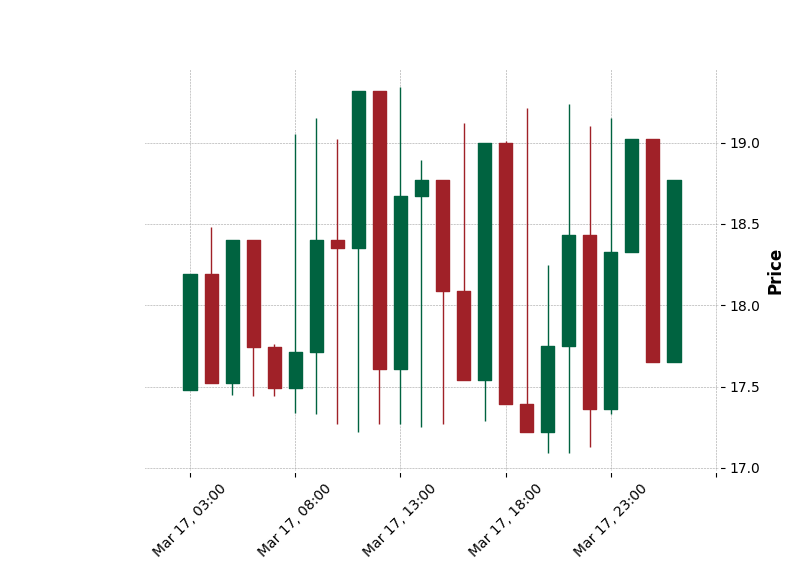 19.0
18.5
18.0
17.5
17.0
Price
Mar 17, 03:00
Mar 17, 08:00
Mar 17, 13:00
Mar 17, 18:00
Mar 17, 23:00